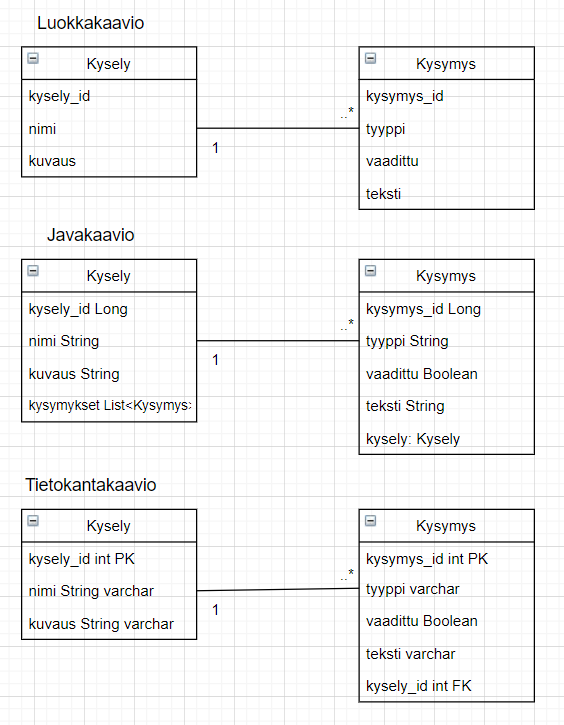 Luokkakaavio
Kysely
kysely_id
nimi
kuvaus
1
..*
Kysymys
kysymys_id
tyyppi
vaadittu
teksti
Javakaavio
Kysely
kysely_id Long
nimi String
kuvaus String
kysymykset List<Kysymys>
1
..*
Kysymys
kysymys_id Long
tyyppi String
vaadittu Boolean
teksti String
kysely: Kysely
Tietokantakaavio
Kysely
kysely_id int PK
nimi String varchar
kuvaus String varchar
1
..*
Kysymys
kysymys_id int PK
tyyppi varchar
vaadittu Boolean
teksti varchar
kysely_id int FK